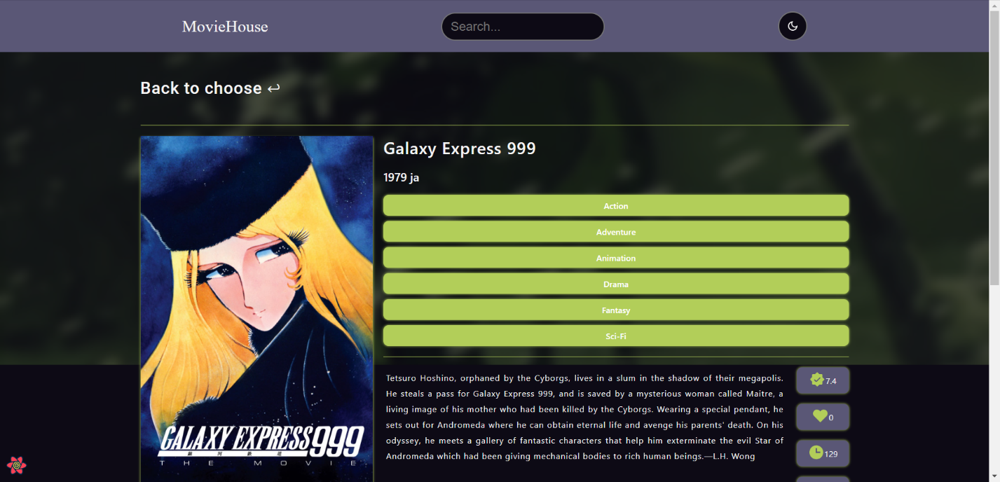 MovieHouse
Search...
Back to choose ↩
Galaxy Express 999
1979 ja
Action
Adventure
Animation
Drama
Fantasy
Sci-Fi
Tetsuro Hoshino, orphaned by the Cyborgs, lives in a slum in the shadow of their megapolis.
He steals a pass for Galaxy Express 999, and is saved by a mysterious woman called Maitre, a
living image of his mother who had been killed by the Cyborgs. Wearing a special pendant, he
sets out for Andromeda where he can obtain eternal life and avenge his parents' death. On his
odyssey, he meets a gallery of fantastic characters that help him exterminate the evil Star of
Andromeda which had been giving mechanical bodies to rich human beings.—L.H. Wong
7.4
0
129
GALAXY EXPRESS 999
銀河鉄道
THE MOVIE